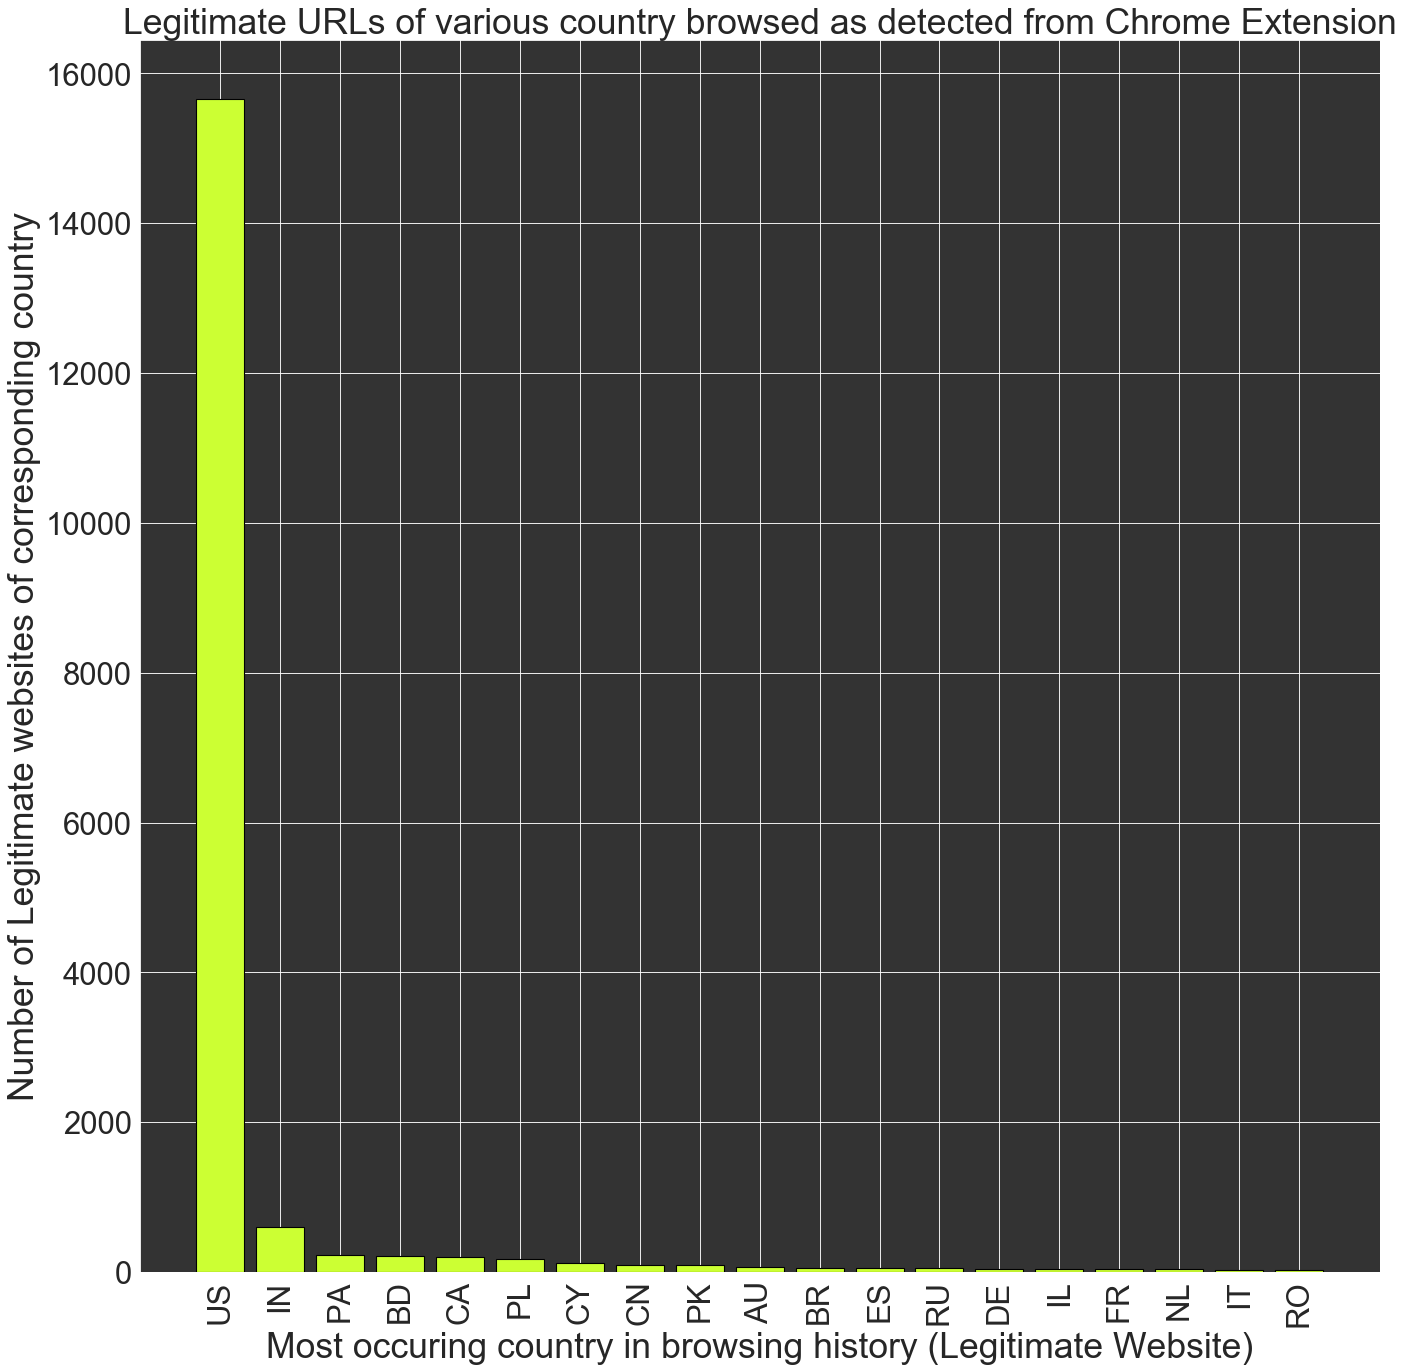 Legitimate URLs of various country browsed as detected from Chrome Extension
Number of Legitimate websites of corresponding country
16000
14000
12000
10000
8000
6000
4000
2000
0
US IN PA BD CA PL CY CN PK AU BR ES RU DE IL FR NL IT RO
Most occuring country in browsing history (Legitimate Website)